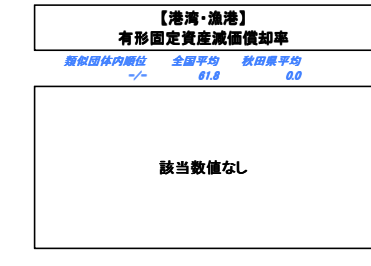 【港湾・漁港】
有形固定資産減価償却率
類似団体内順位 全国平均 秋田県平均
-/- 61.8 0.0
該当数値なし